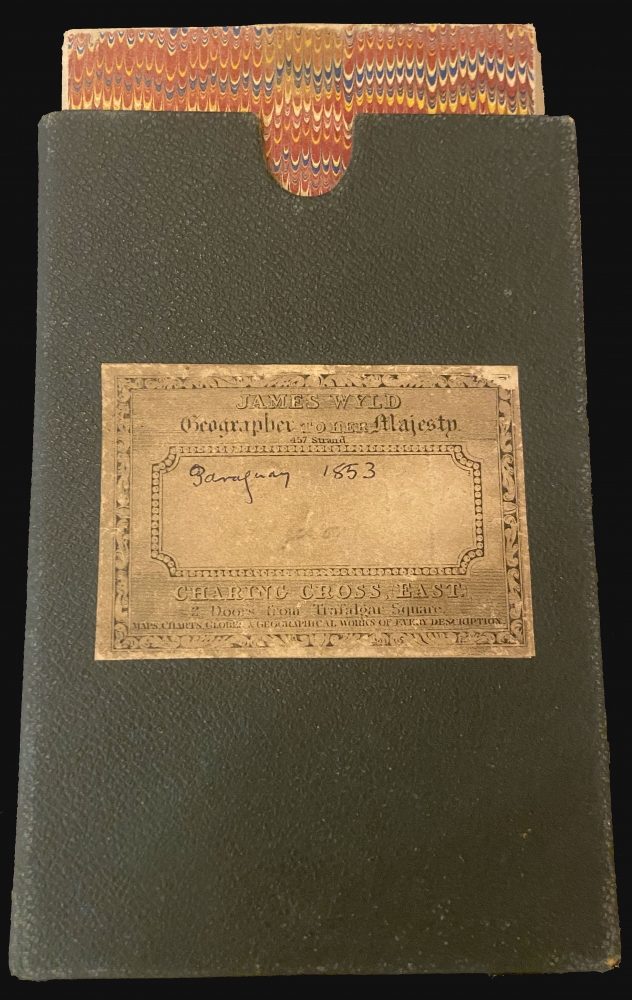 JAMES WYLD
Geographer TO HER Majesty
457 Strand
Paraguay 1853
CHARING CROSS, EAST.
2 Doors from Trafalgar Square.
MAPS, CHARTS, GLOBES & GEOGRAPHICAL WORKS OF EVERY DESCRIPTION